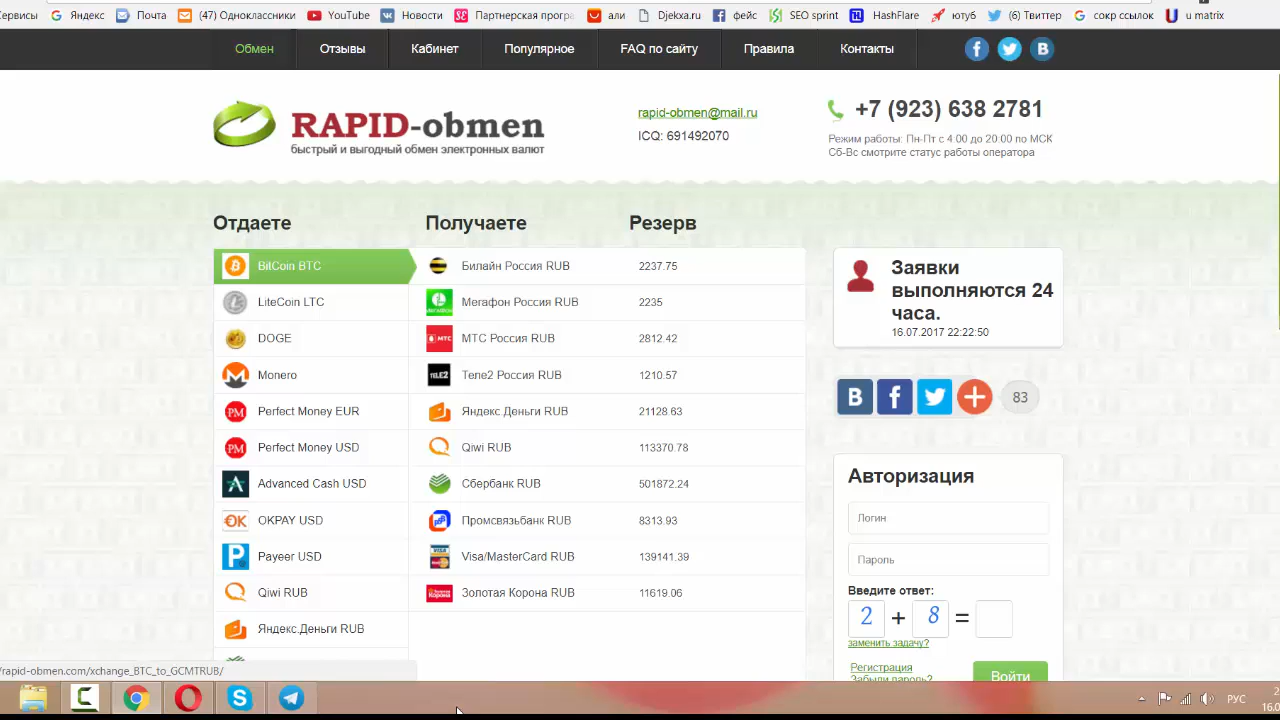 Сервисы Яндекс Почта (47) Одноклассники YouTube Новости Партнерская програ али Djekxa.ru фейс SEO sprint HashFlare ютуб (6) Твиттер сокр ссылок u matrix
Обмен Отзывы Кабинет Популярное FAQ по сайту Правила Контакты
RAPID-obmen
быстрый и выгодный обмен электронных валют
rapid-obmen@mail.ru
ICQ: 691492070
+7 (923) 638 2781
Режим работы: Пн-Пт с 4:00 до 20:00 по МСК
Сб-Вс смотрите статус работы оператора
Отдаете Получаете Резерв
BitCoin BTC Билайн Россия RUB 2237.75
LiteCoin LTC Мегафон Россия RUB 2235
DOGE МТС Россия RUB 2812.42
Monero Теле2 Россия RUB 1210.57
Perfect Money EUR Яндекс.Деньги RUB 21128.63
Perfect Money USD Qiwi RUB 113370.78
Advanced Cash USD Сбербанк RUB 501872.24
OKPAY USD Промсвязьбанк RUB 8313.93
Payeer USD Visa/MasterCard RUB 139141.39
Qiwi RUB Золотая Корона RUB 11619.06
Яндекс.Деньги RUB
Заявки
выполняются 24
часа.
16.07.2017 22:22:50
83
Авторизация
Логин
Пароль
Введите ответ:
2 + 8 =
заменить задачу?
Регистрация
Забыли пароль?
Войти
/rapid-obmen.com/xchange_BTC_to_GCMTRUB/
РУС